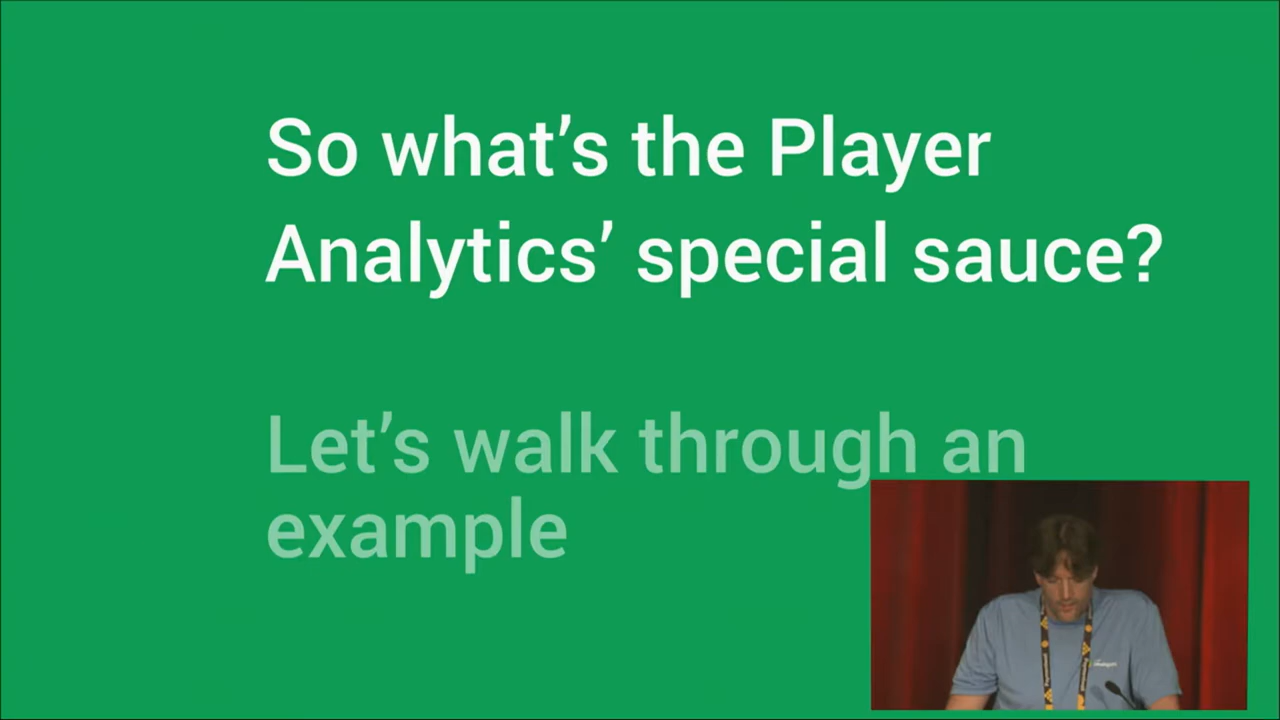 So what's the Player
Analytics' special sauce?
Let's walk through an
example